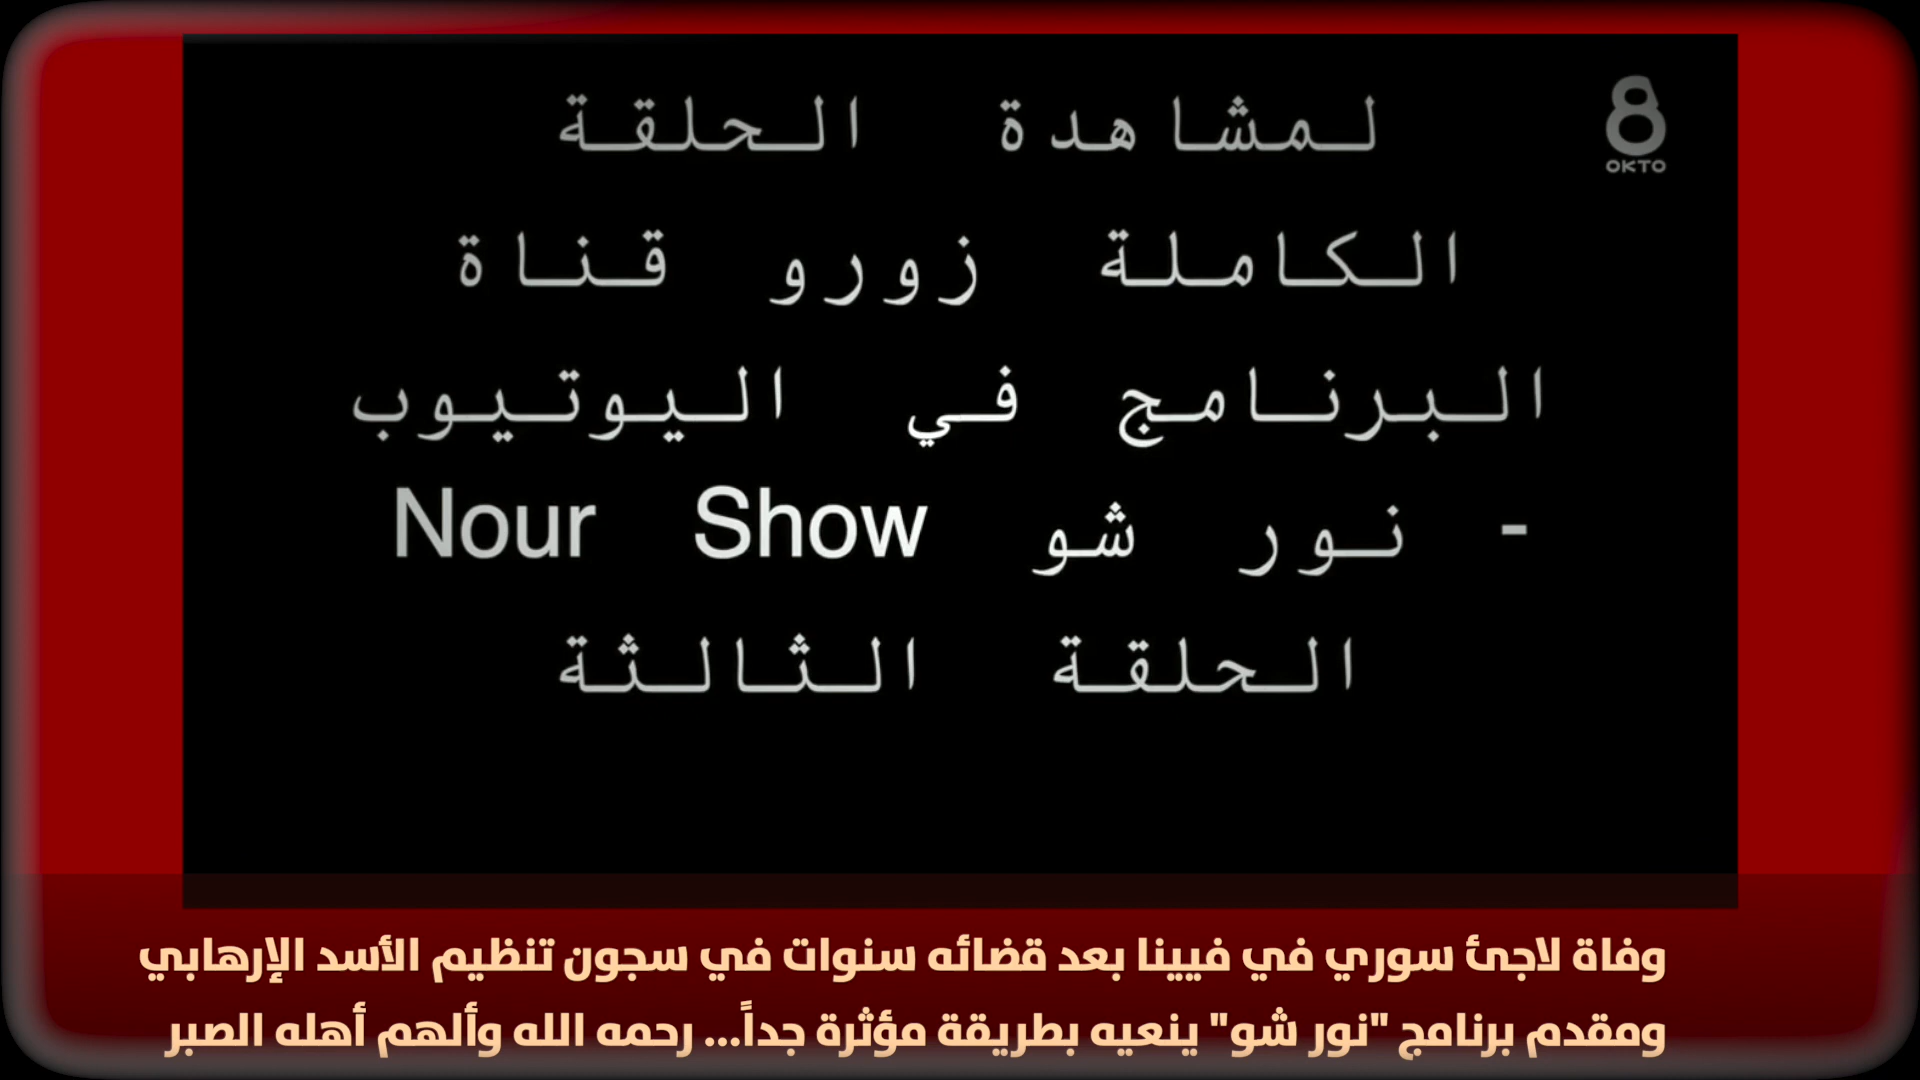 لمشاهدة الحلقة
الكاملة زورو قناة
البرنامج في اليوتيوب
- نور شو Nour Show
الحلقة الثالثة
8
OKTO
وفاة لاجئ سوري في فيينا بعد قضائه سنوات في سجون تنظيم الأسد الإرهابي
ومقدم برنامج "نور شو" ينعيه بطريقة مؤثرة جداً... رحمه الله وألهم أهله الصبر